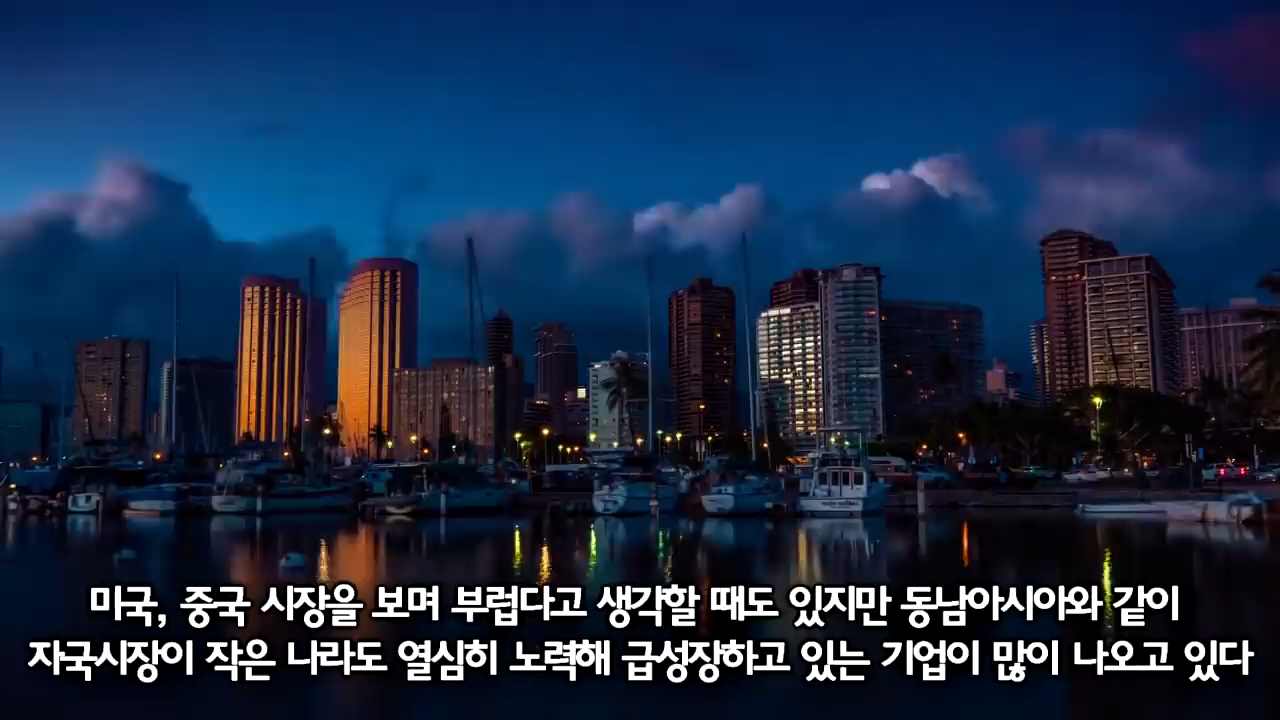 미국, 중국 시장을 보며 부럽다고 생각할 때도 있지만 동남아시아와 같이
자국시장이 작은 나라도 열심히 노력해 급성장하고 있는 기업이 많이 나오고 있다